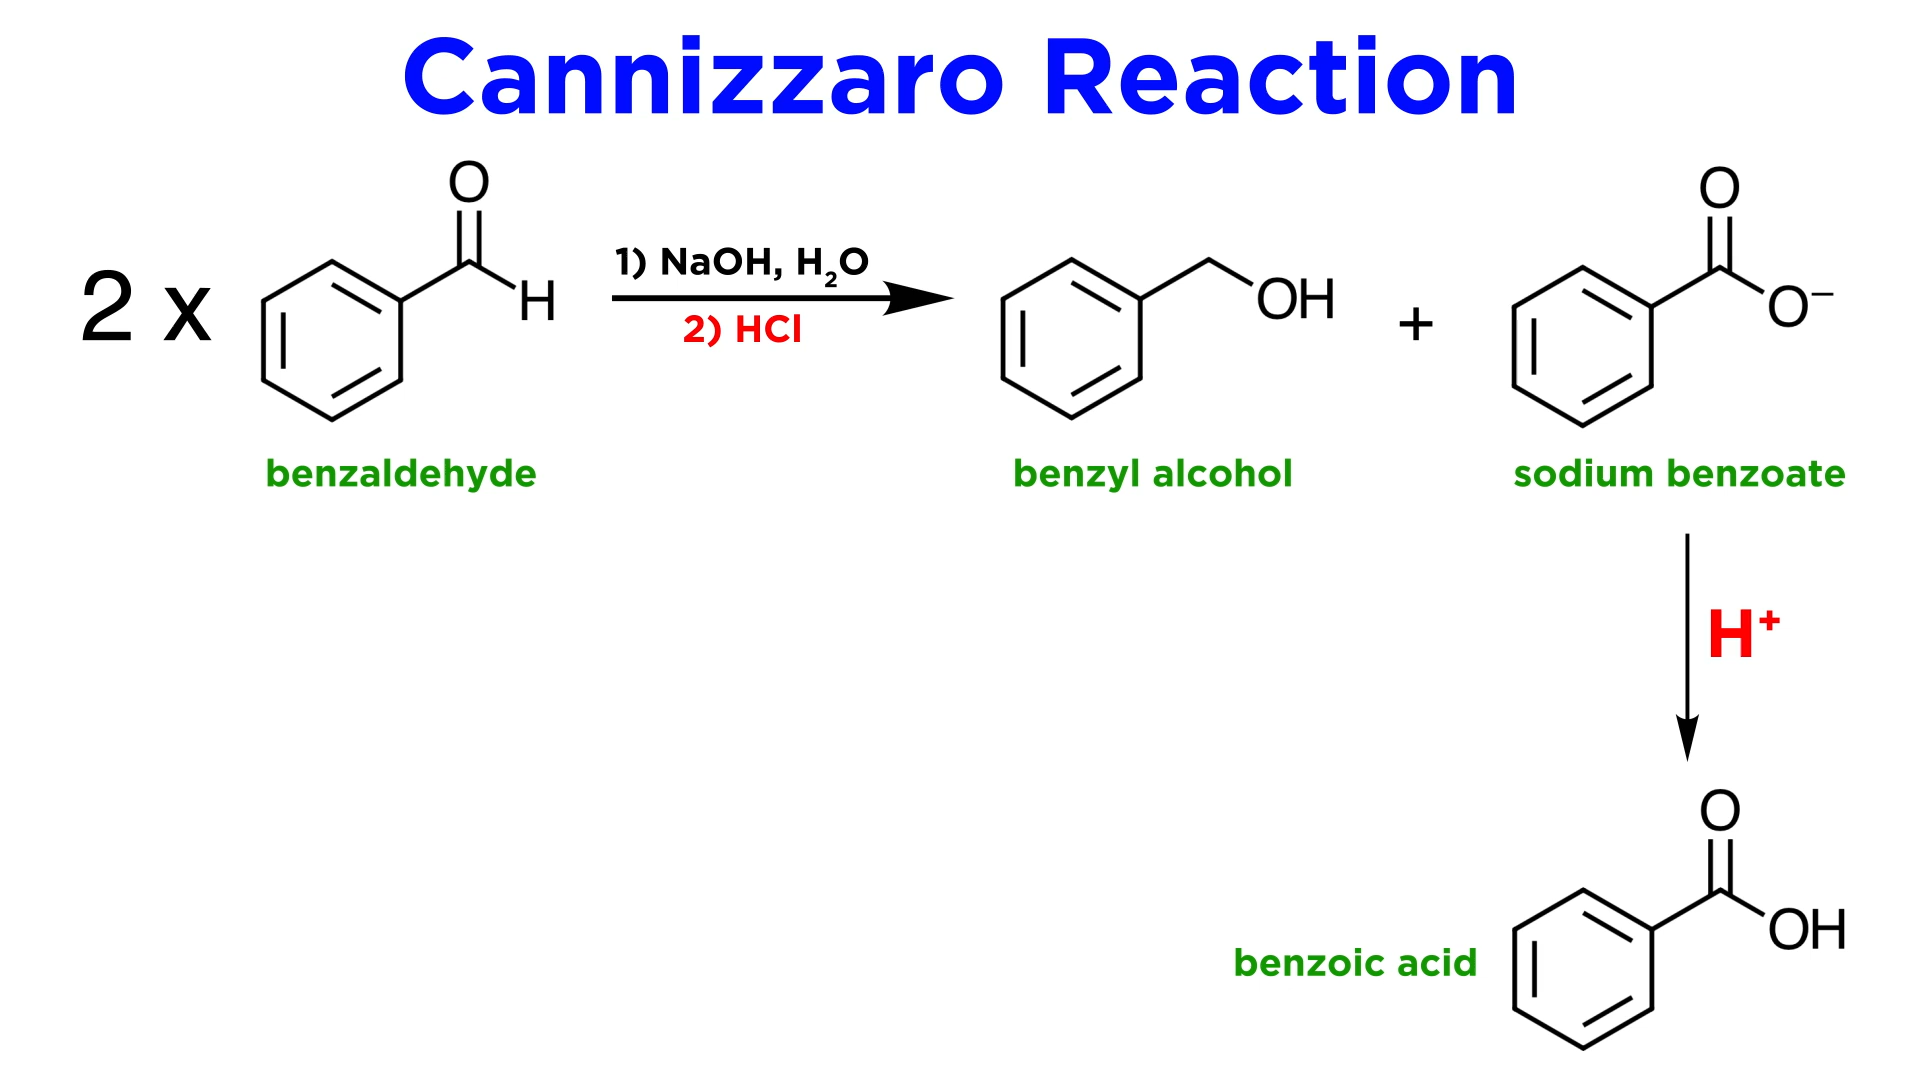 Cannizzaro Reaction
O
2 x
H
1) NaOH, H₂O
2) HCl
OH
+
O
O⁻
benzaldehyde
benzyl alcohol
sodium benzoate
H⁺
O
OH
benzoic acid